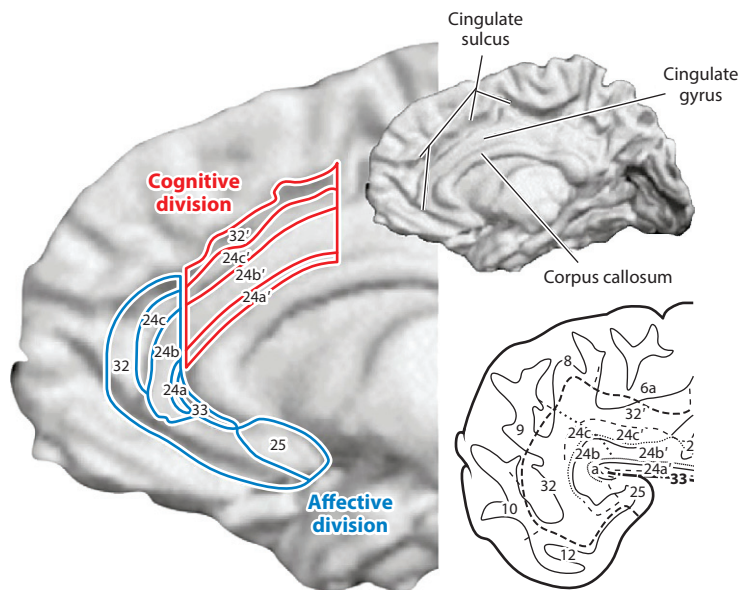 Cingulate
sulcus
Cingulate
gyrus
Corpus callosum
Cognitive
division
32′
24c′
24b′
24a′
24c
32
24b
24a
33
25
Affective
division
8
6a
32′
9
24c
24c′
24b
24b′
2
a
24a′
33
32
25
10
12